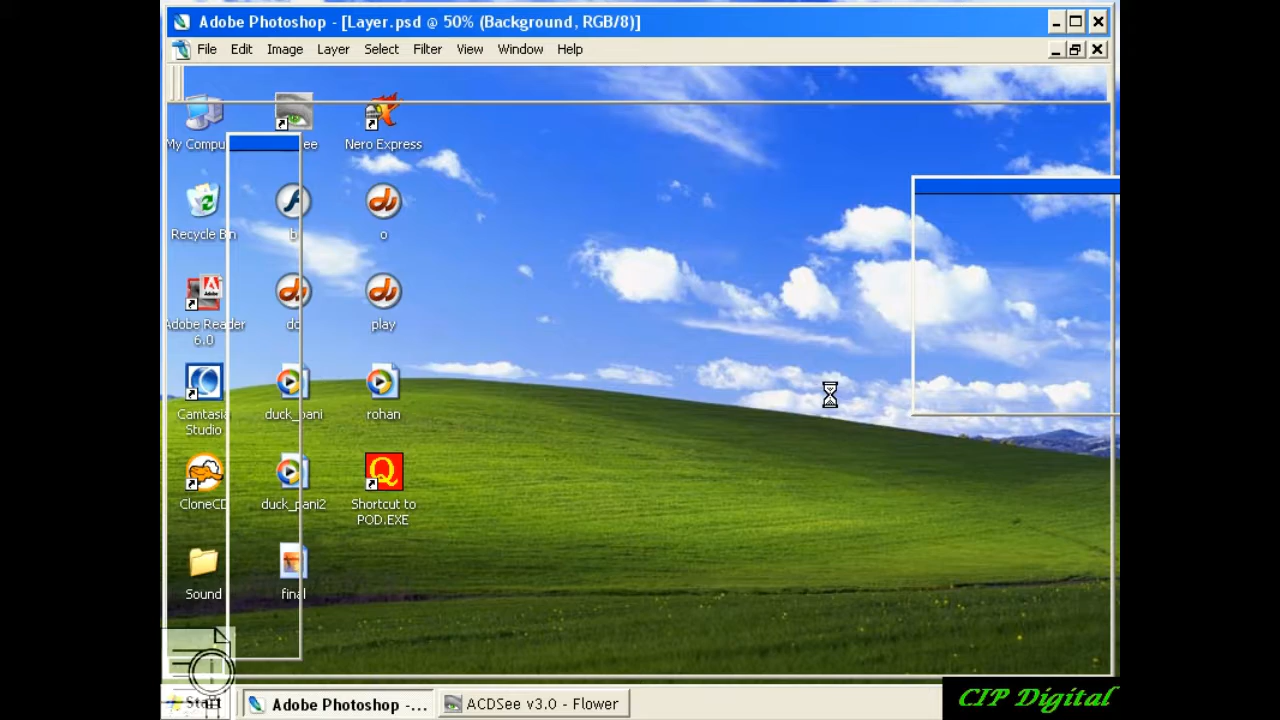 Adobe Photoshop - [Layer.psd @ 50% (Background, RGB/8)]
File Edit Image Layer Select Filter View Window Help
Nero Express
Recycle Bin
o
Adobe Reader
6.0
play
Camtasia
Studio
duck_pani
rohan
CloneCD
duck_pani2
Shortcut to
POD.EXE
Sound
final
Start
Adobe Photoshop -...
ACDSee v3.0 - Flower
CIP Digital